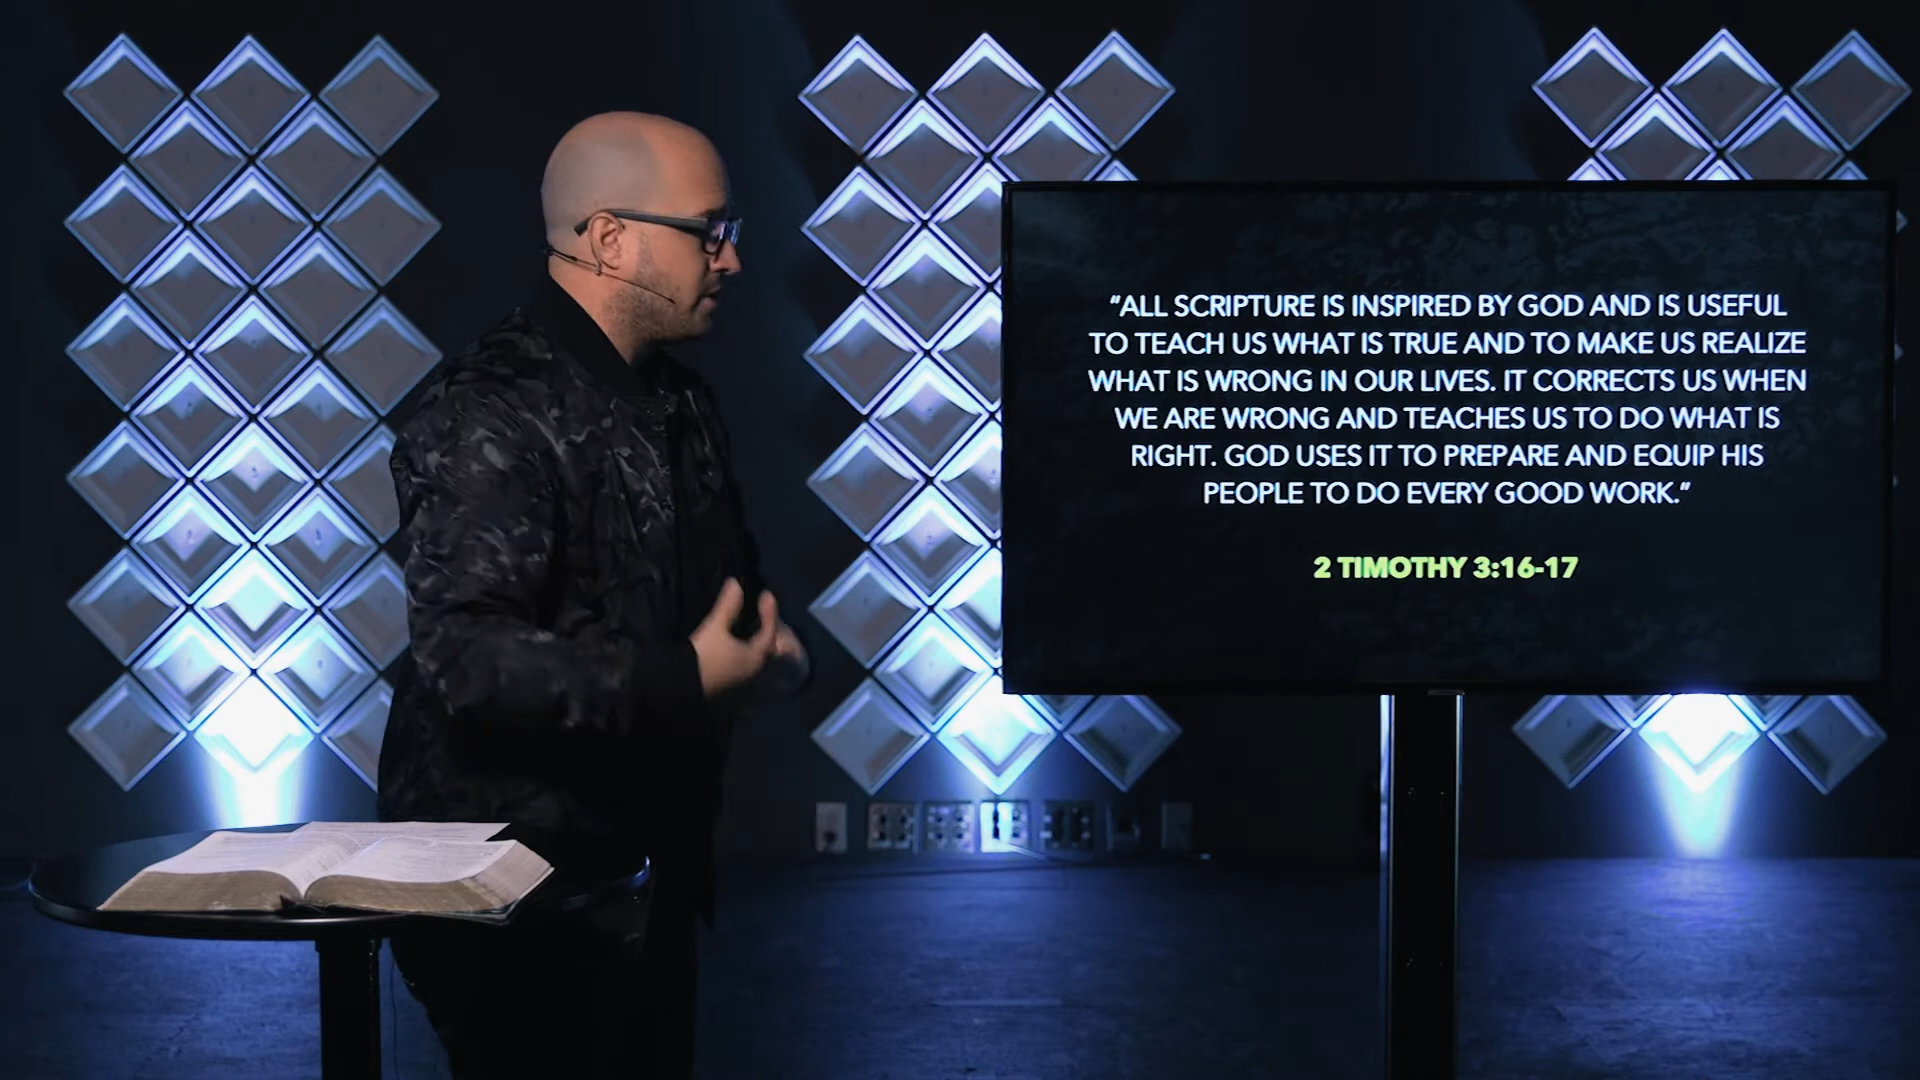 “ALL SCRIPTURE IS INSPIRED BY GOD AND IS USEFUL
TO TEACH US WHAT IS TRUE AND TO MAKE US REALIZE
WHAT IS WRONG IN OUR LIVES. IT CORRECTS US WHEN
WE ARE WRONG AND TEACHES US TO DO WHAT IS
RIGHT. GOD USES IT TO PREPARE AND EQUIP HIS
PEOPLE TO DO EVERY GOOD WORK.”
2 TIMOTHY 3:16-17